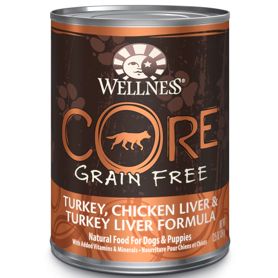 WELLNESS®
CORE
GRAIN FREE
TURKEY, CHICKEN LIVER &
TURKEY LIVER FORMULA
Natural Food For Dogs & Puppies
With Added Vitamins & Minerals • Nourriture Pour Chiens et Chiots